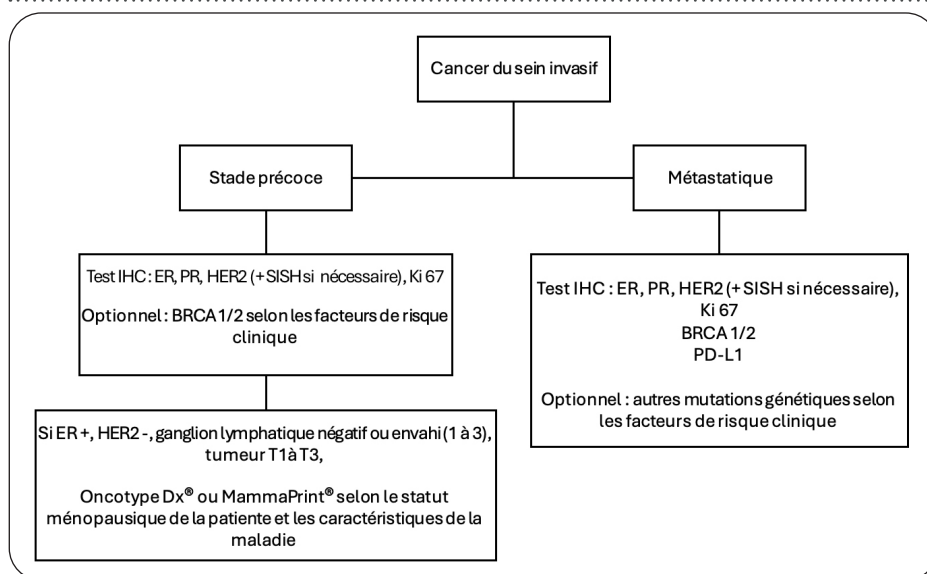 Cancer du sein invasif
Stade précoce
Métastatique
Test IHC : ER, PR, HER2 (+ SISH si nécessaire), Ki 67
Optionnel : BRCA 1/2 selon les facteurs de risque
clinique
Si ER +, HER2 -, ganglion lymphatique négatif ou envahi (1 à 3),
tumeur T1 à T3,
Oncotype Dx® ou MammaPrint® selon le statut
ménopausique de la patiente et les caractéristiques de la
maladie
Test IHC : ER, PR, HER2 (+ SISH si nécessaire),
Ki 67
BRCA 1/2
PD-L1
Optionnel : autres mutations génétiques selon
les facteurs de risque clinique